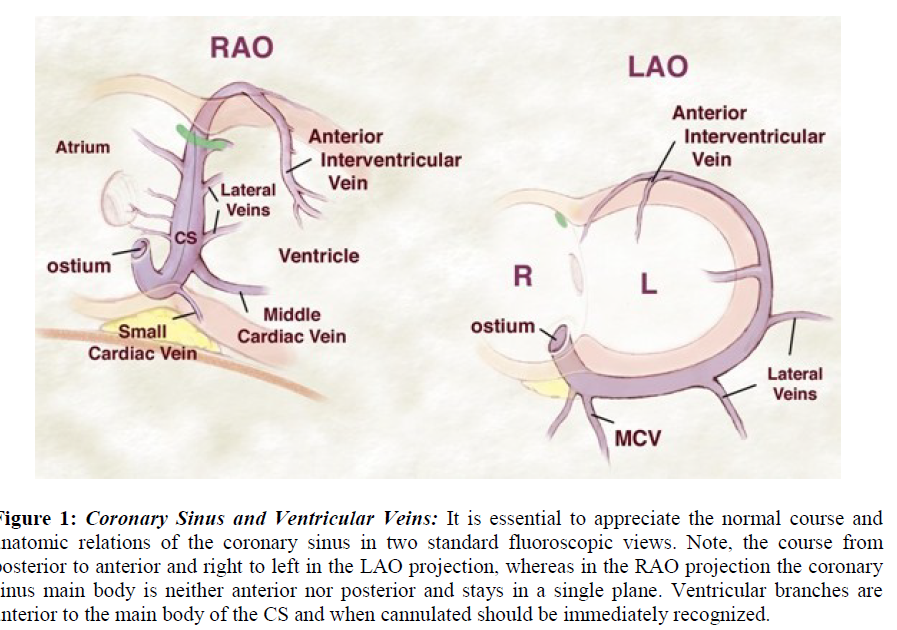 RAO
LAO
Atrium
Anterior
Interventricular
Vein
Lateral
Veins
CS
ostium
Ventricle
Middle
Cardiac Vein
Small
Cardiac Vein
Anterior
Interventricular
Vein
R
L
ostium
Lateral
Veins
MCV
Figure 1: Coronary Sinus and Ventricular Veins: It is essential to appreciate the normal course and
anatomic relations of the coronary sinus in two standard fluoroscopic views. Note, the course from
posterior to anterior and right to left in the LAO projection, whereas in the RAO projection the coronary
sinus main body is neither anterior nor posterior and stays in a single plane. Ventricular branches are
anterior to the main body of the CS and when cannulated should be immediately recognized.